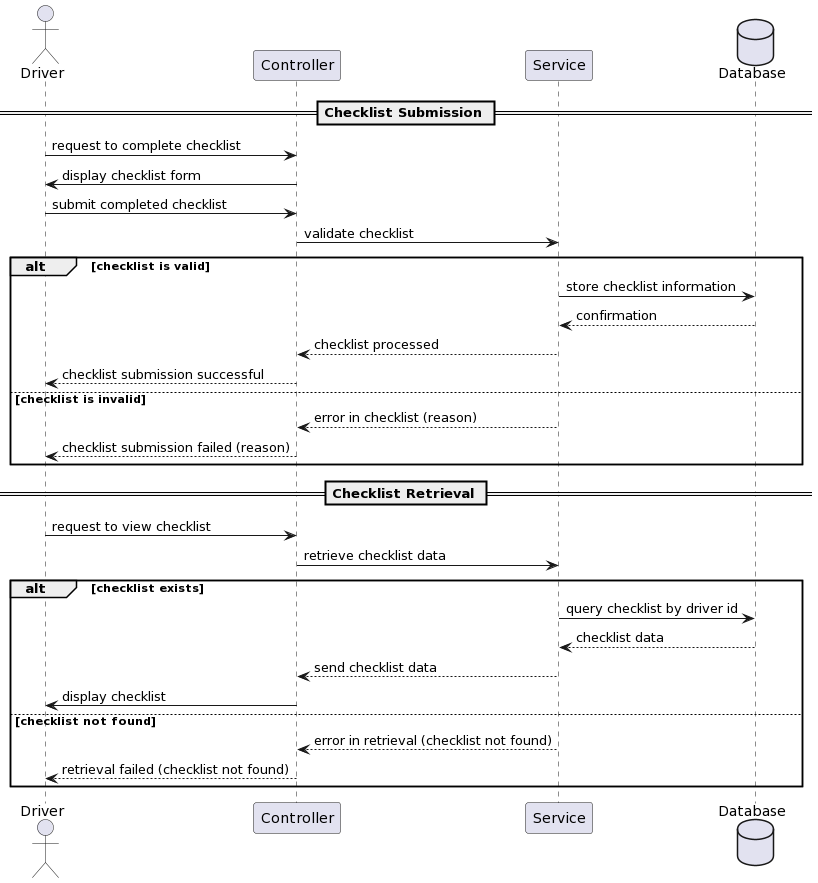 Driver
Controller
Service
Database
Checklist Submission
request to complete checklist
display checklist form
submit completed checklist
validate checklist
alt [checklist is valid]
store checklist information
confirmation
checklist processed
checklist submission successful
[checklist is invalid]
error in checklist (reason)
checklist submission failed (reason)
Checklist Retrieval
request to view checklist
retrieve checklist data
alt [checklist exists]
query checklist by driver id
checklist data
send checklist data
display checklist
[checklist not found]
error in retrieval (checklist not found)
retrieval failed (checklist not found)
Driver
Controller
Service
Database